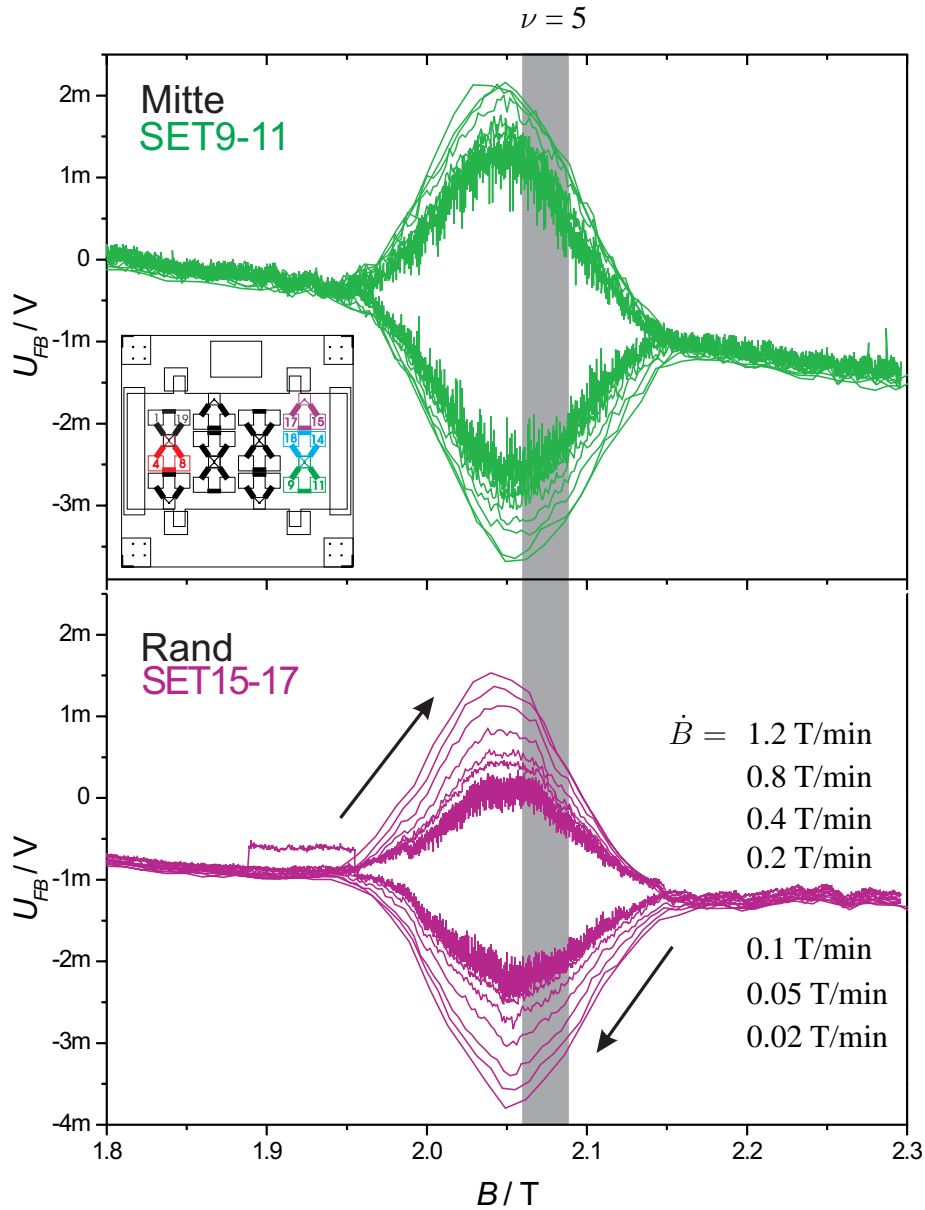 ν = 5
Mitte
SET9-11
2m
1m
0
-1m
-2m
-3m
U_FB / V
1 19
17 15
18 14
4 8
9 11
Rand
SET15-17
2m
1m
0
-1m
-2m
-3m
-4m
U_FB / V
Ḃ = 1.2 T/min
0.8 T/min
0.4 T/min
0.2 T/min
0.1 T/min
0.05 T/min
0.02 T/min
1.8 1.9 2.0 2.1 2.2 2.3
B / T